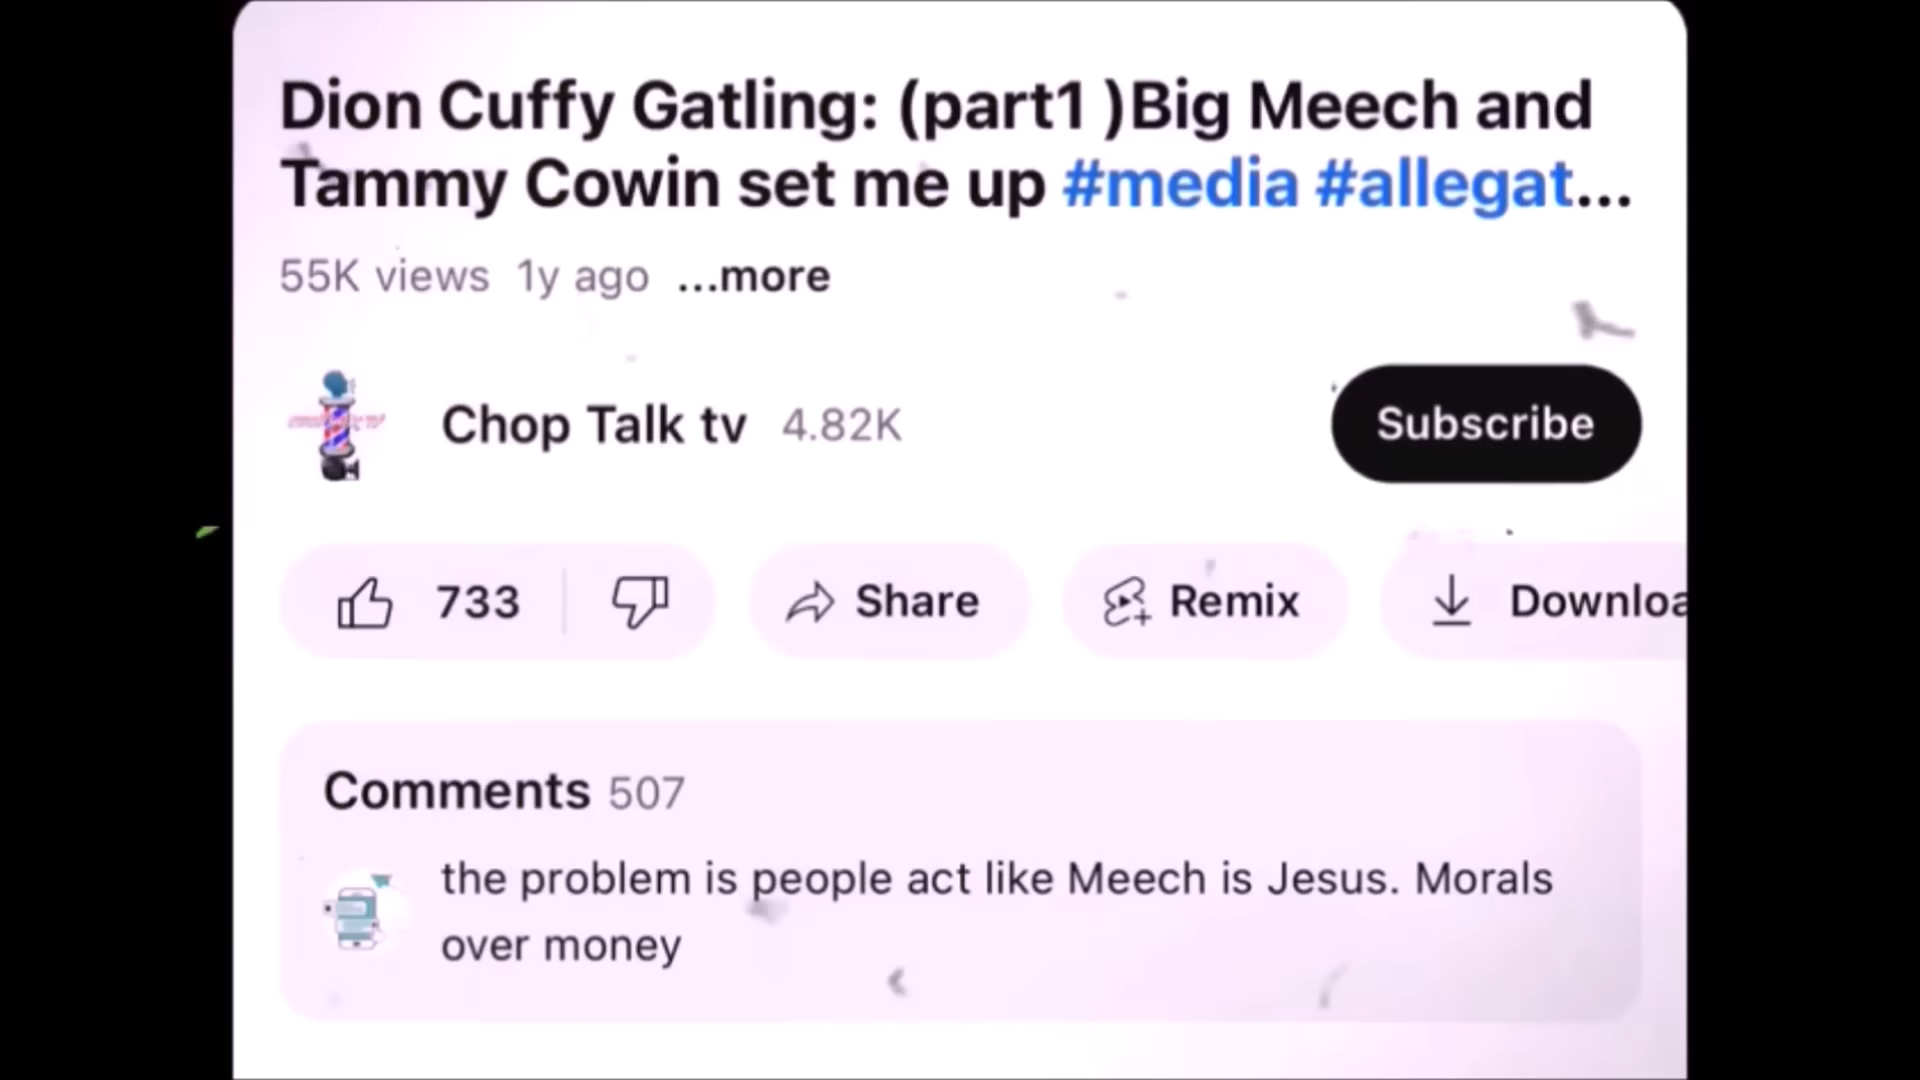 Dion Cuffy Gatling: (part1 )Big Meech and
Tammy Cowin set me up #media #allegat...
55K views 1y ago ...more
Chop Talk tv 4.82K
Subscribe
733
Share
Remix
Downloa
Comments 507
the problem is people act like Meech is Jesus. Morals
over money